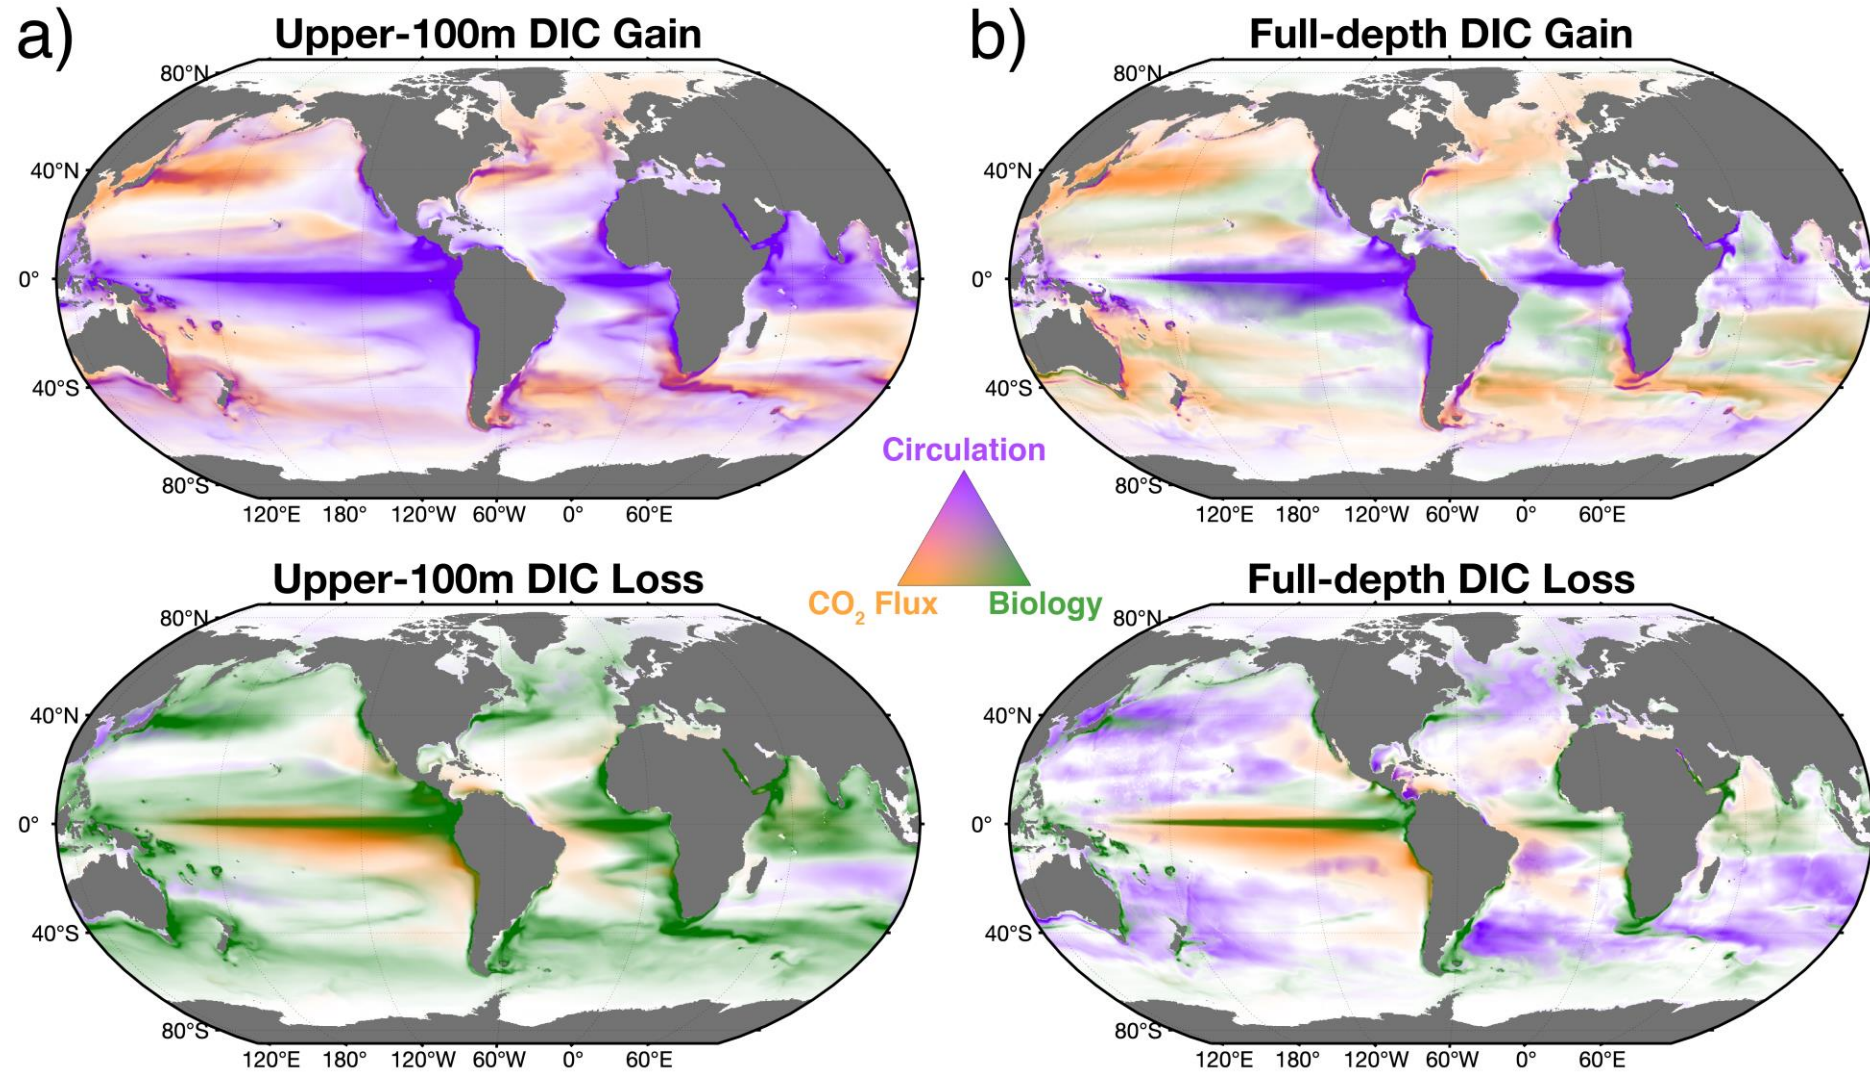 a)
Upper-100m DIC Gain
80°N
40°N
0°
40°S
80°S
120°E 180° 120°W 60°W 0° 60°E
b)
Full-depth DIC Gain
80°N
40°N
0°
40°S
80°S
120°E 180° 120°W 60°W 0° 60°E
Circulation
CO₂ Flux Biology
Upper-100m DIC Loss
80°N
40°N
0°
40°S
80°S
120°E 180° 120°W 60°W 0° 60°E
Full-depth DIC Loss
80°N
40°N
0°
40°S
80°S
120°E 180° 120°W 60°W 0° 60°E